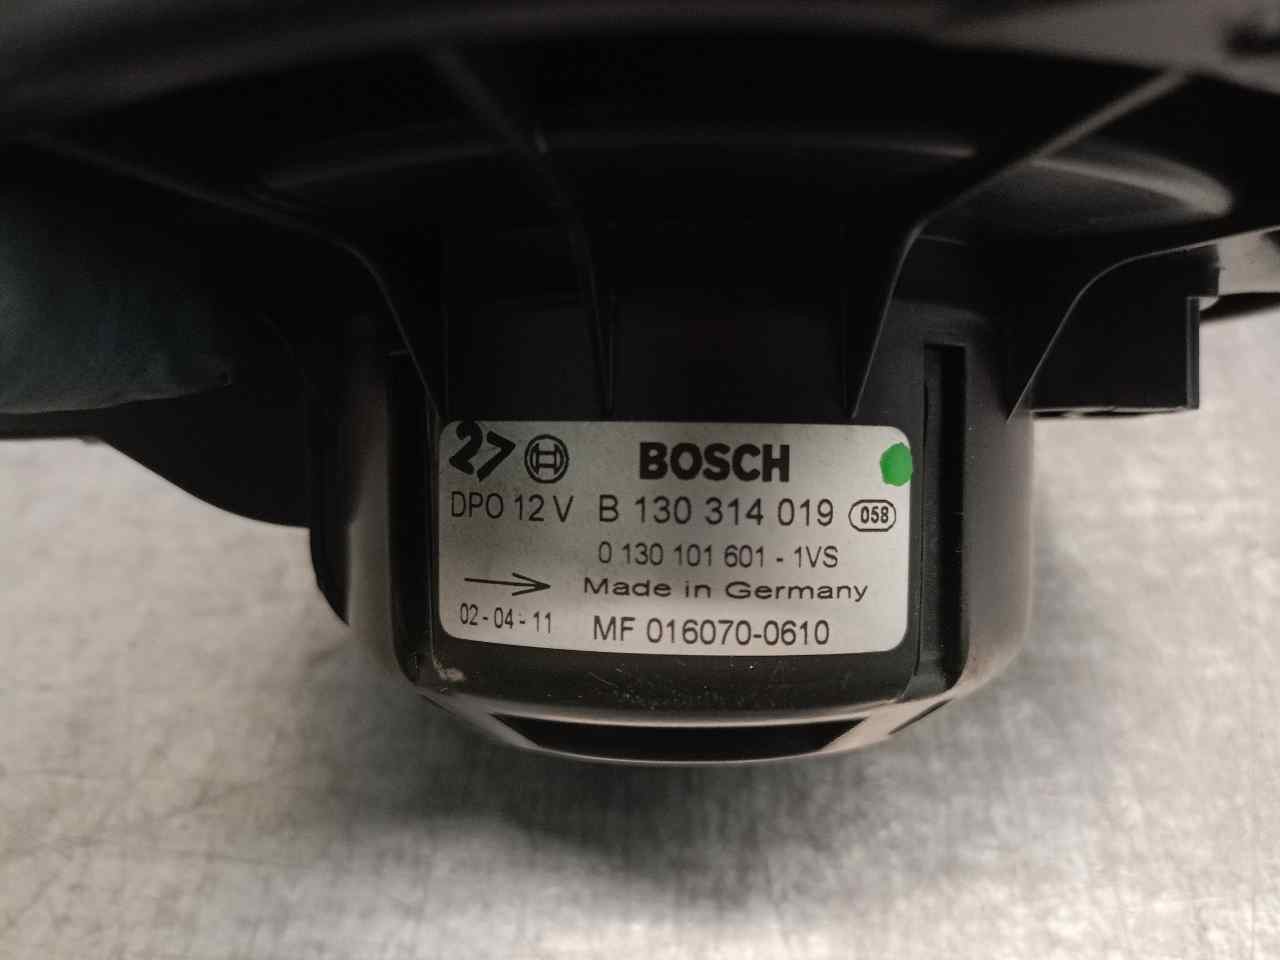 27 BOSCH
DPO 12 V B 130 314 019 058
0 130 101 601 - 1VS
Made in Germany
02-04-11 MF 016070-0610